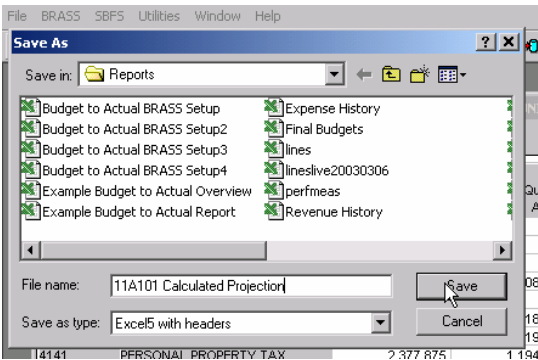 File BRASS SBFS Utilities Window Help
Save As
Save in: Reports
Budget to Actual BRASS Setup
Budget to Actual BRASS Setup2
Budget to Actual BRASS Setup3
Budget to Actual BRASS Setup4
Example Budget to Actual Overview
Example Budget to Actual Report
Expense History
Final Budgets
lines
lineslive20030306
perfmeas
Revenue History
File name: 11A101 Calculated Projection
Save
Save as type: Excel5 with headers
Cancel
4141 PERSONAL PROPERTY TAX 2,377,875 1,194